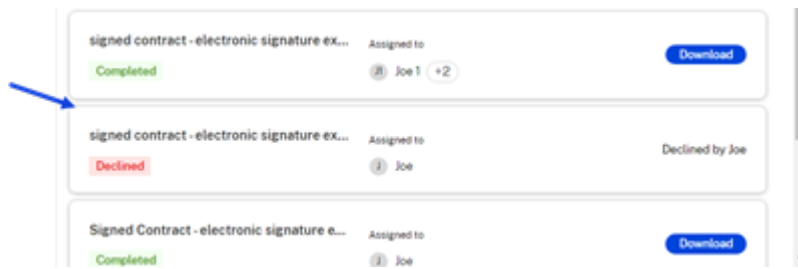 signed contract - electronic signature ex...
Assigned to
Download
Completed
J1 Joe 1 +2
signed contract - electronic signature ex...
Assigned to
Declined by Joe
Declined
J Joe
Signed Contract - electronic signature e...
Assigned to
Download
Completed
J Joe